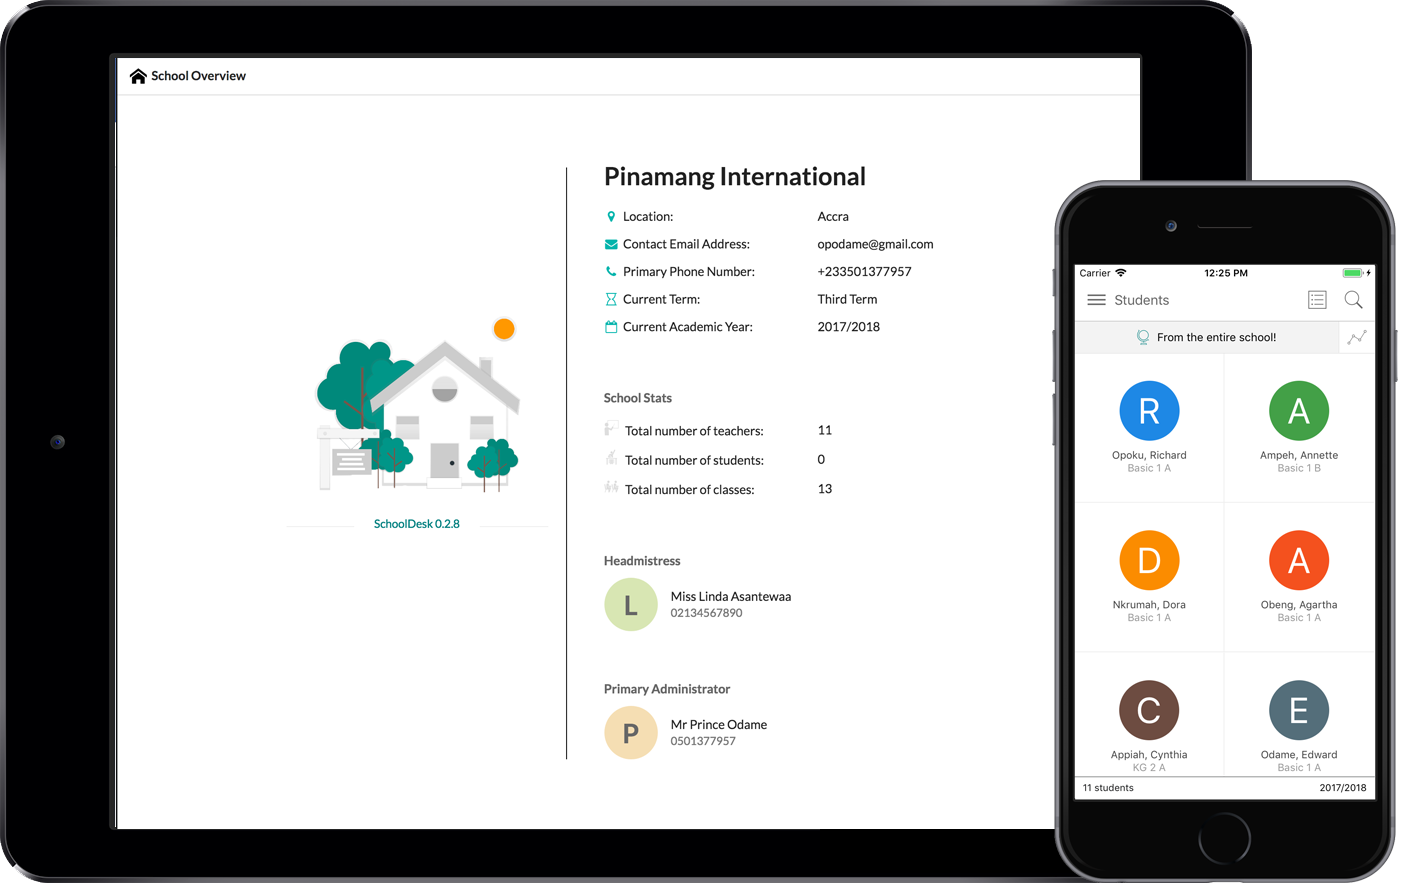 School Overview
Pinamang International
Location: Accra
Contact Email Address: opodame@gmail.com
Primary Phone Number: +233501377957
Current Term: Third Term
Current Academic Year: 2017/2018
School Stats
Total number of teachers: 11
Total number of students: 0
Total number of classes: 13
SchoolDesk 0.2.8
Headmistress
L
Miss Linda Asantewaa
02134567890
Primary Administrator
P
Mr Prince Odame
0501377957
Carrier 12:25 PM
Students
From the entire school!
R A
Opoku, Richard Ampeh, Annette
Basic 1 A Basic 1 B
D A
Nkrumah, Dora Obeng, Agartha
Basic 1 A Basic 1 A
C E
Appiah, Cynthia Odame, Edward
KG 2 A Basic 1 A
11 students 2017/2018